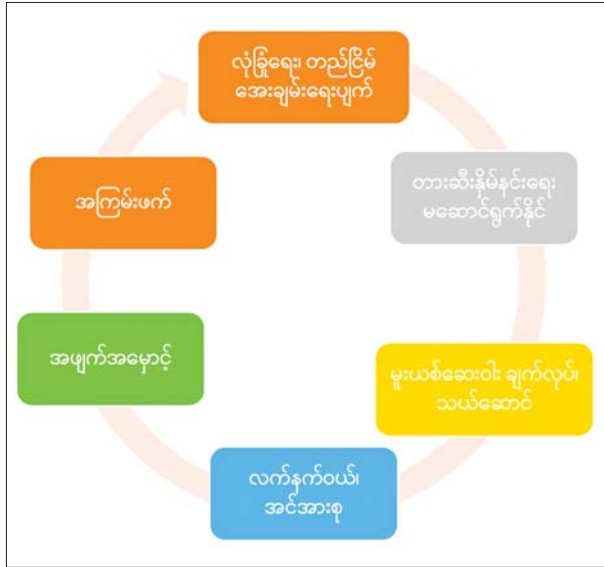 လုံခြုံရေး၊ တည်ငြိမ်
အေးချမ်းရေးပျက်
တားဆီးနှိမ်နင်းရေး
မဆောင်ရွက်နိုင်
မူးယစ်ဆေးဝါး ချက်လုပ်၊
သယ်ဆောင်
လက်နက်ဝယ်၊
အင်အားစု
အဖျက်အမှောင့်
အကြမ်းဖက်